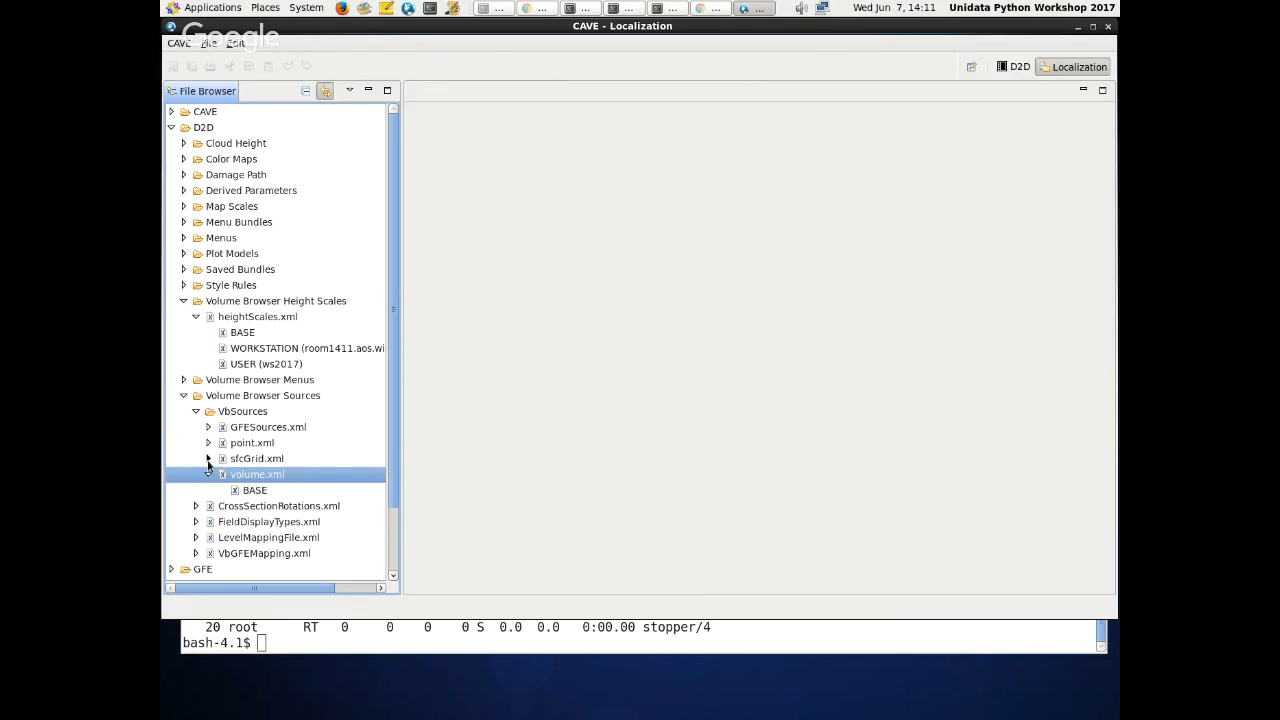 Applications Places System ... ... ... ... ... ... ... Wed Jun 7, 14:11 Unidata Python Workshop 2017
CAVE - Localization
Google
CAVE File Edit
D2D Localization
File Browser
CAVE
D2D
Cloud Height
Color Maps
Damage Path
Derived Parameters
Map Scales
Menu Bundles
Menus
Plot Models
Saved Bundles
Style Rules
Volume Browser Height Scales
heightScales.xml
BASE
WORKSTATION (room1411.aos.wi
USER (ws2017)
Volume Browser Menus
Volume Browser Sources
VbSources
GFESources.xml
point.xml
sfcGrid.xml
volume.xml
BASE
CrossSectionRotations.xml
FieldDisplayTypes.xml
LevelMappingFile.xml
VbGFEMapping.xml
GFE
20 root RT 0 0 0 0 S 0.0 0.0 0:00.00 stopper/4
bash-4.1$